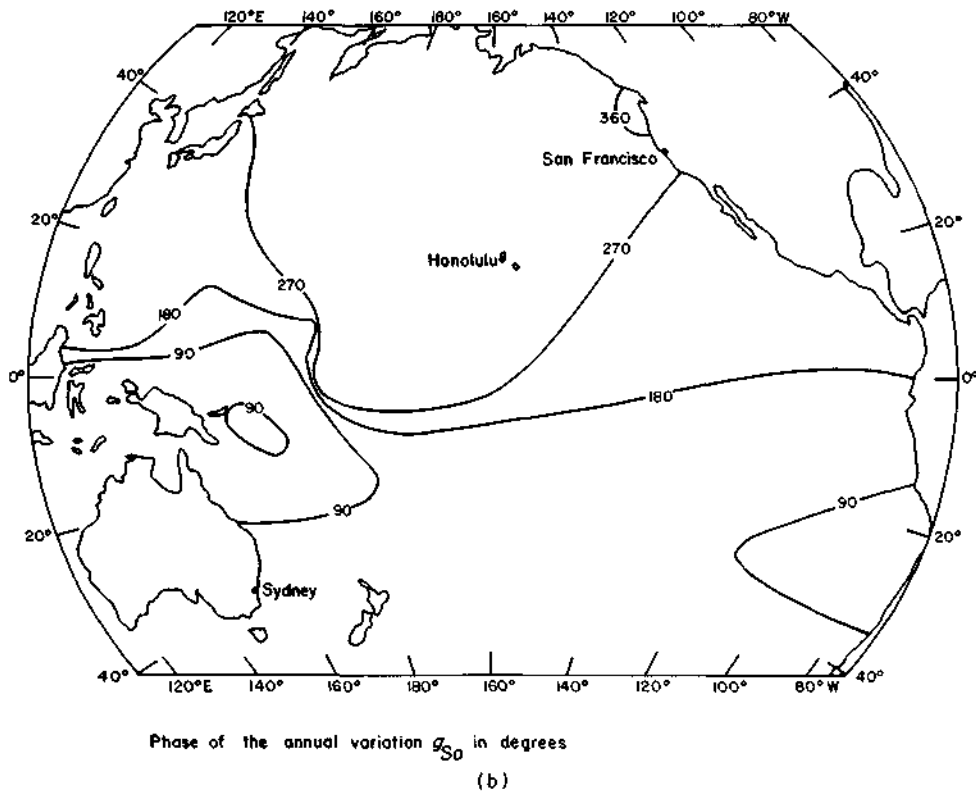 120°E 140° 160° 180° 160° 140° 120° 100° 80°W
40° 40°
360
San Francisco
20° 20°
Honolulu
270
270
180
90
0° 0°
180
90
90
90
20° 20°
Sydney
40° 40°
120°E 140° 160° 180° 160° 140° 120° 100° 80°W
Phase of the annual variation gSa in degrees
(b)